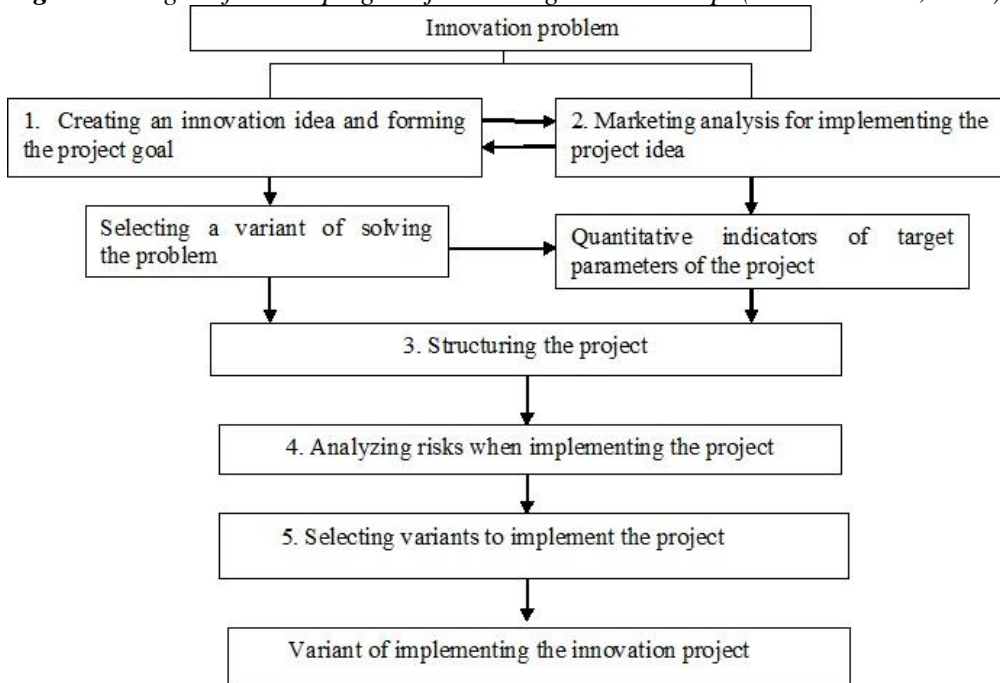 Innovation problem
1. Creating an innovation idea and forming
the project goal
2. Marketing analysis for implementing the
project idea
Selecting a variant of solving
the problem
Quantitative indicators of target
parameters of the project
3. Structuring the project
4. Analyzing risks when implementing the project
5. Selecting variants to implement the project
Variant of implementing the innovation project